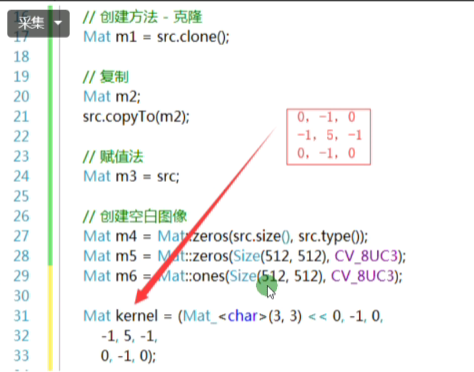 采集
16 // 创建方法 - 克隆
17 Mat m1 = src.clone();
18
19 // 复制
20 Mat m2;
21 src.copyTo(m2);
22
23 // 赋值法
24 Mat m3 = src;
25
26 // 创建空白图像
27 Mat m4 = Mat::zeros(src.size(), src.type());
28 Mat m5 = Mat::zeros(Size(512, 512), CV_8UC3);
29 Mat m6 = Mat::ones(Size(512, 512), CV_8UC3);
30
31 Mat kernel = (Mat_<char>(3, 3) << 0, -1, 0,
32 -1, 5, -1,
33 0, -1, 0);
0, -1, 0
-1, 5, -1
0, -1, 0